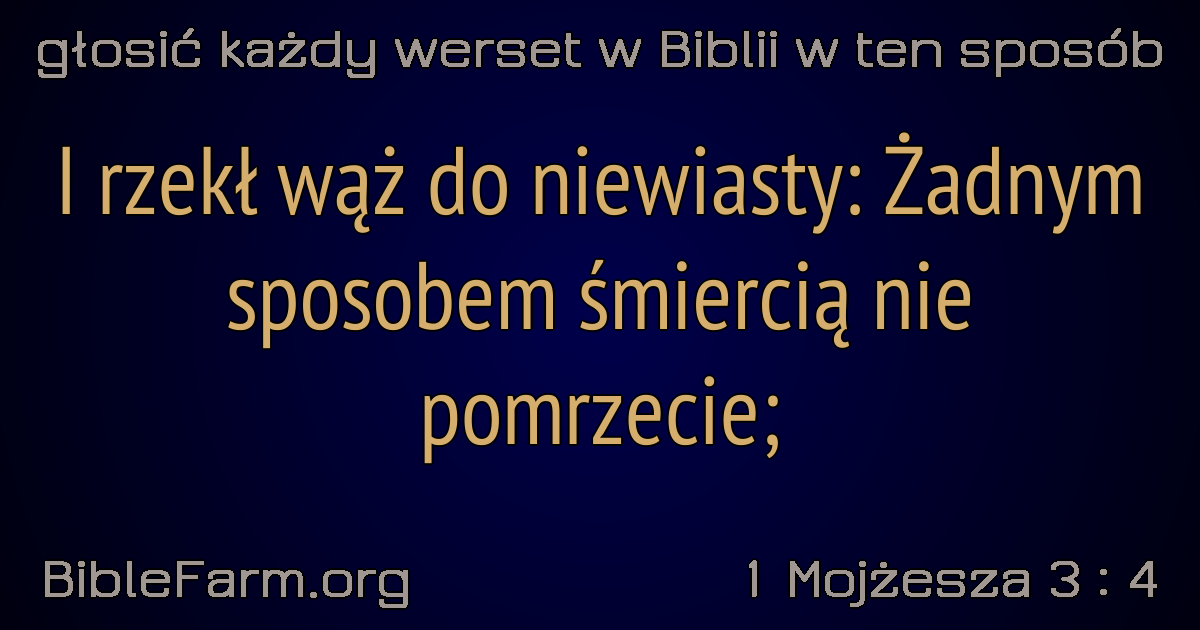 głosić każdy werset w Biblii w ten sposób
I rzekł wąż do niewiasty: Żadnym
sposobem śmiercią nie
pomrzecie;
BibleFarm.org
1 Mojżesza 3 : 4